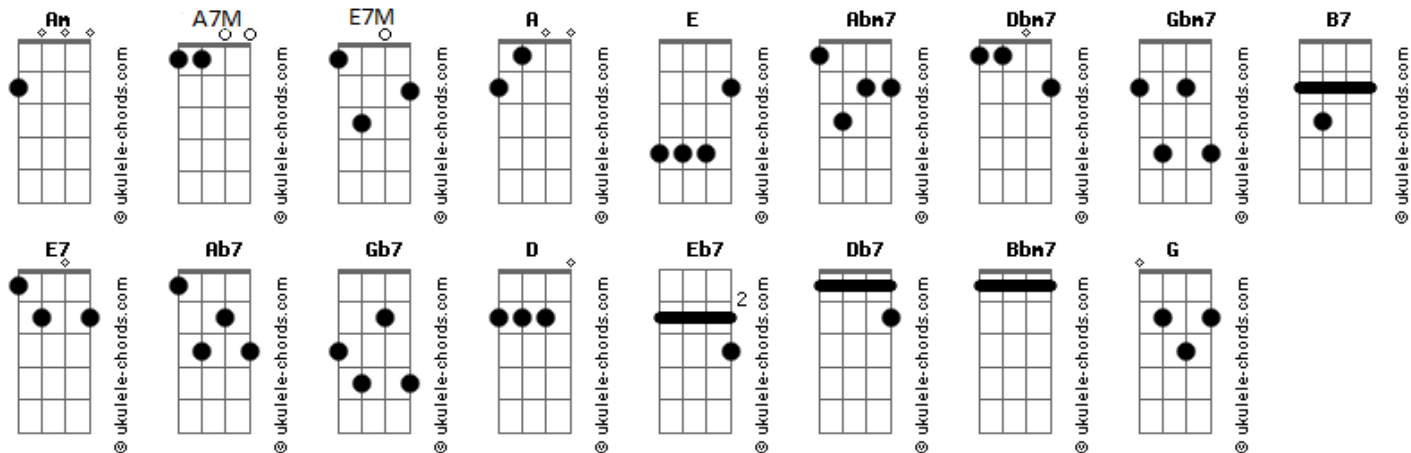 Am A7M E7M A E Abm7 Dbm7 Gbm7 B7
© ukulele-chords.com © ukulele-chords.com © ukulele-chords.com © ukulele-chords.com © ukulele-chords.com © ukulele-chords.com © ukulele-chords.com © ukulele-chords.com © ukulele-chords.com
E7 Ab7 Gb7 D Eb7 Db7 Bbm7 G
2
© ukulele-chords.com © ukulele-chords.com © ukulele-chords.com © ukulele-chords.com © ukulele-chords.com © ukulele-chords.com © ukulele-chords.com © ukulele-chords.com